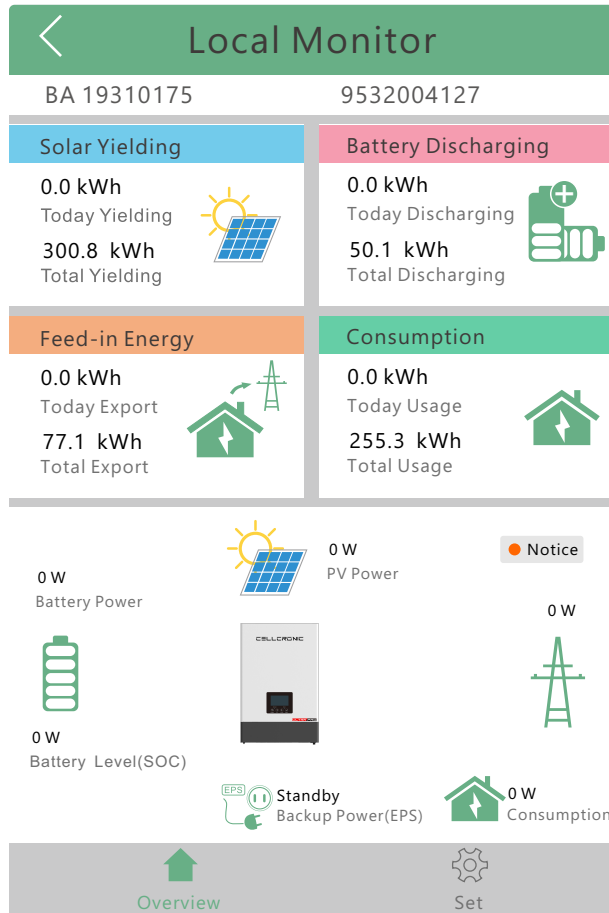 Local Monitor
BA 19310175 9532004127
Solar Yielding
0.0 kWh
Today Yielding
300.8 kWh
Total Yielding
Battery Discharging
0.0 kWh
Today Discharging
50.1 kWh
Total Discharging
Feed-in Energy
0.0 kWh
Today Export
77.1 kWh
Total Export
Consumption
0.0 kWh
Today Usage
255.3 kWh
Total Usage
0 W
PV Power
Notice
0 W
Battery Power
0 W
CELLCRONIC
0 W
Battery Level(SOC)
EPS
Standby
Backup Power(EPS)
0 W
Consumption
Overview
Set